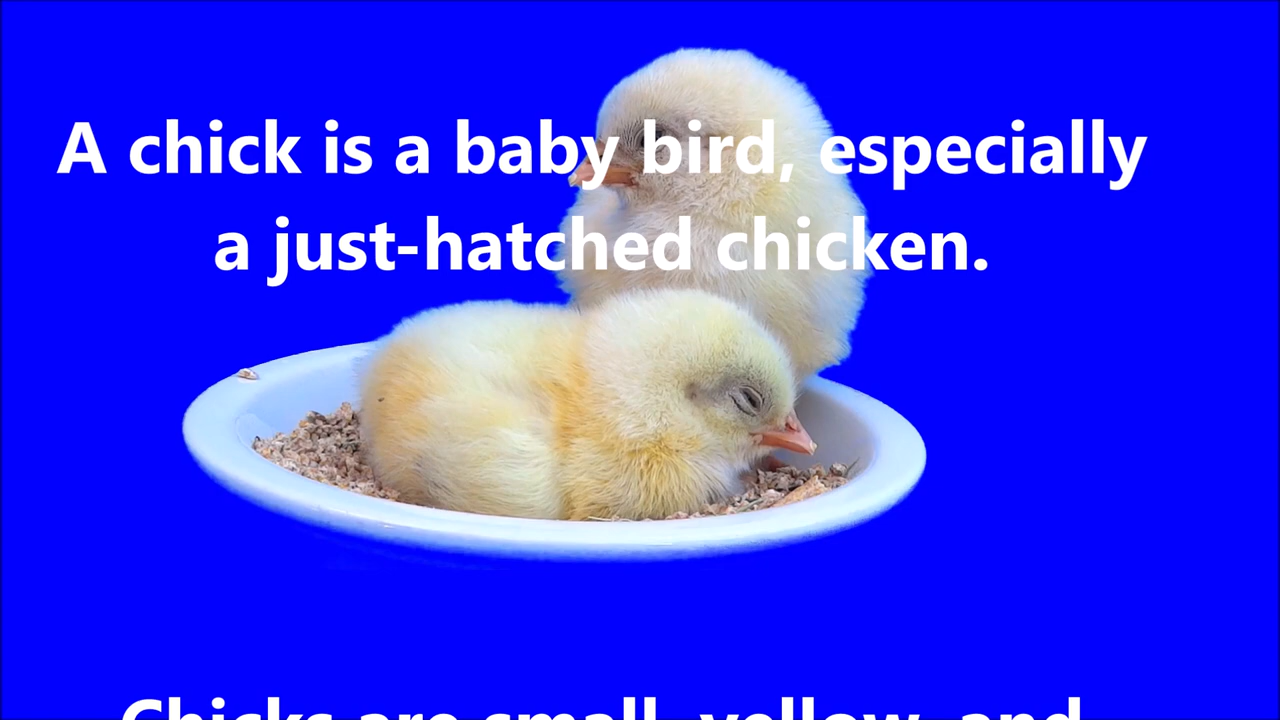 A chick is a baby bird, especially
a just-hatched chicken.
Chicks are small, yellow, and